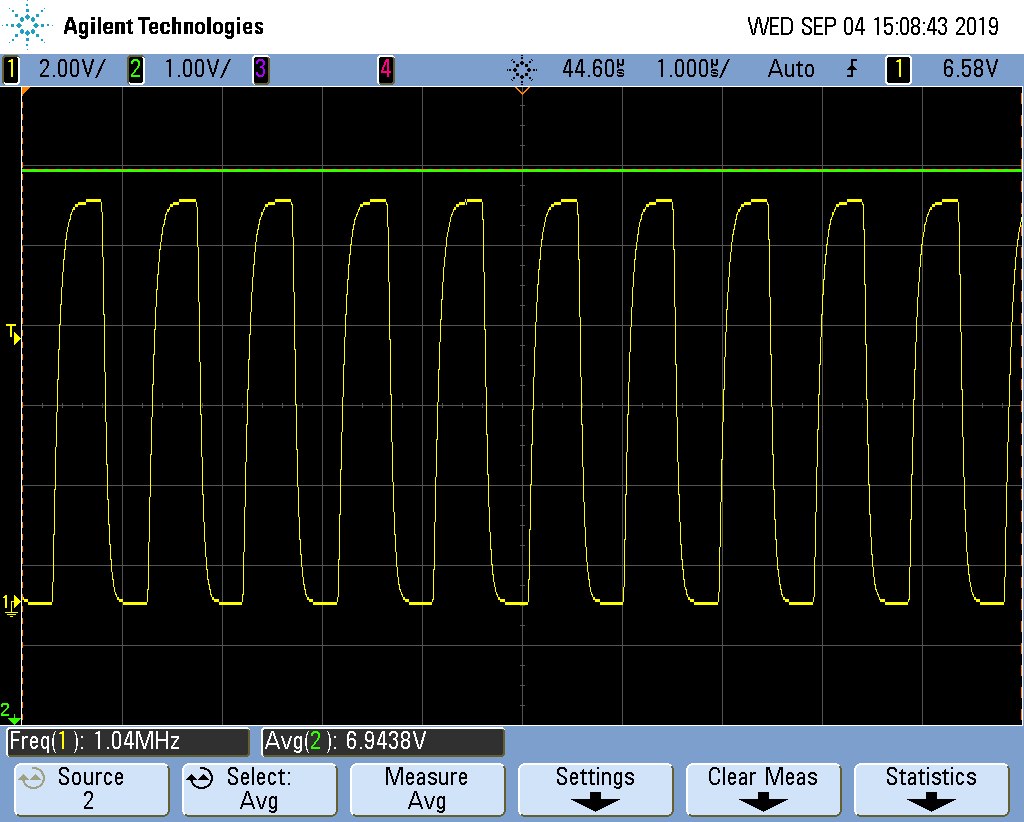 Agilent Technologies WED SEP 04 15:08:43 2019
1 2.00V/ 2 1.00V/ 3 4 44.60µs 1.000µs/ Auto 1 6.58V
T
1
2
Freq(1): 1.04MHz Avg(2): 6.9438V
Source Select: Measure Settings Clear Meas Statistics
2 Avg Avg